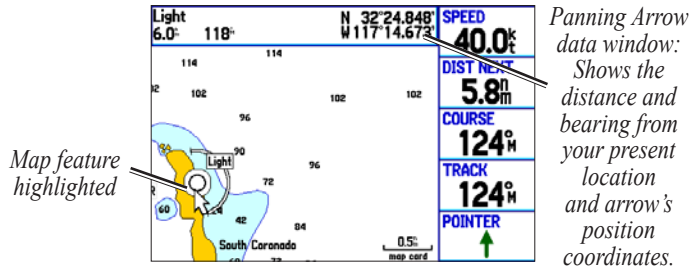 Light
6.0 118
N 32°24.848'
W117°14.673'
SPEED
40.0kt
DIST NEXT
5.8nm
COURSE
124°M
TRACK
124°M
POINTER
114
114
102
102
102
96
90
Light
96
72
60
42
84
South Coronado
0.5
map card
72
Map feature
highlighted
Panning Arrow
data window:
Shows the
distance and
bearing from
your present
location
and arrow's
position
coordinates.